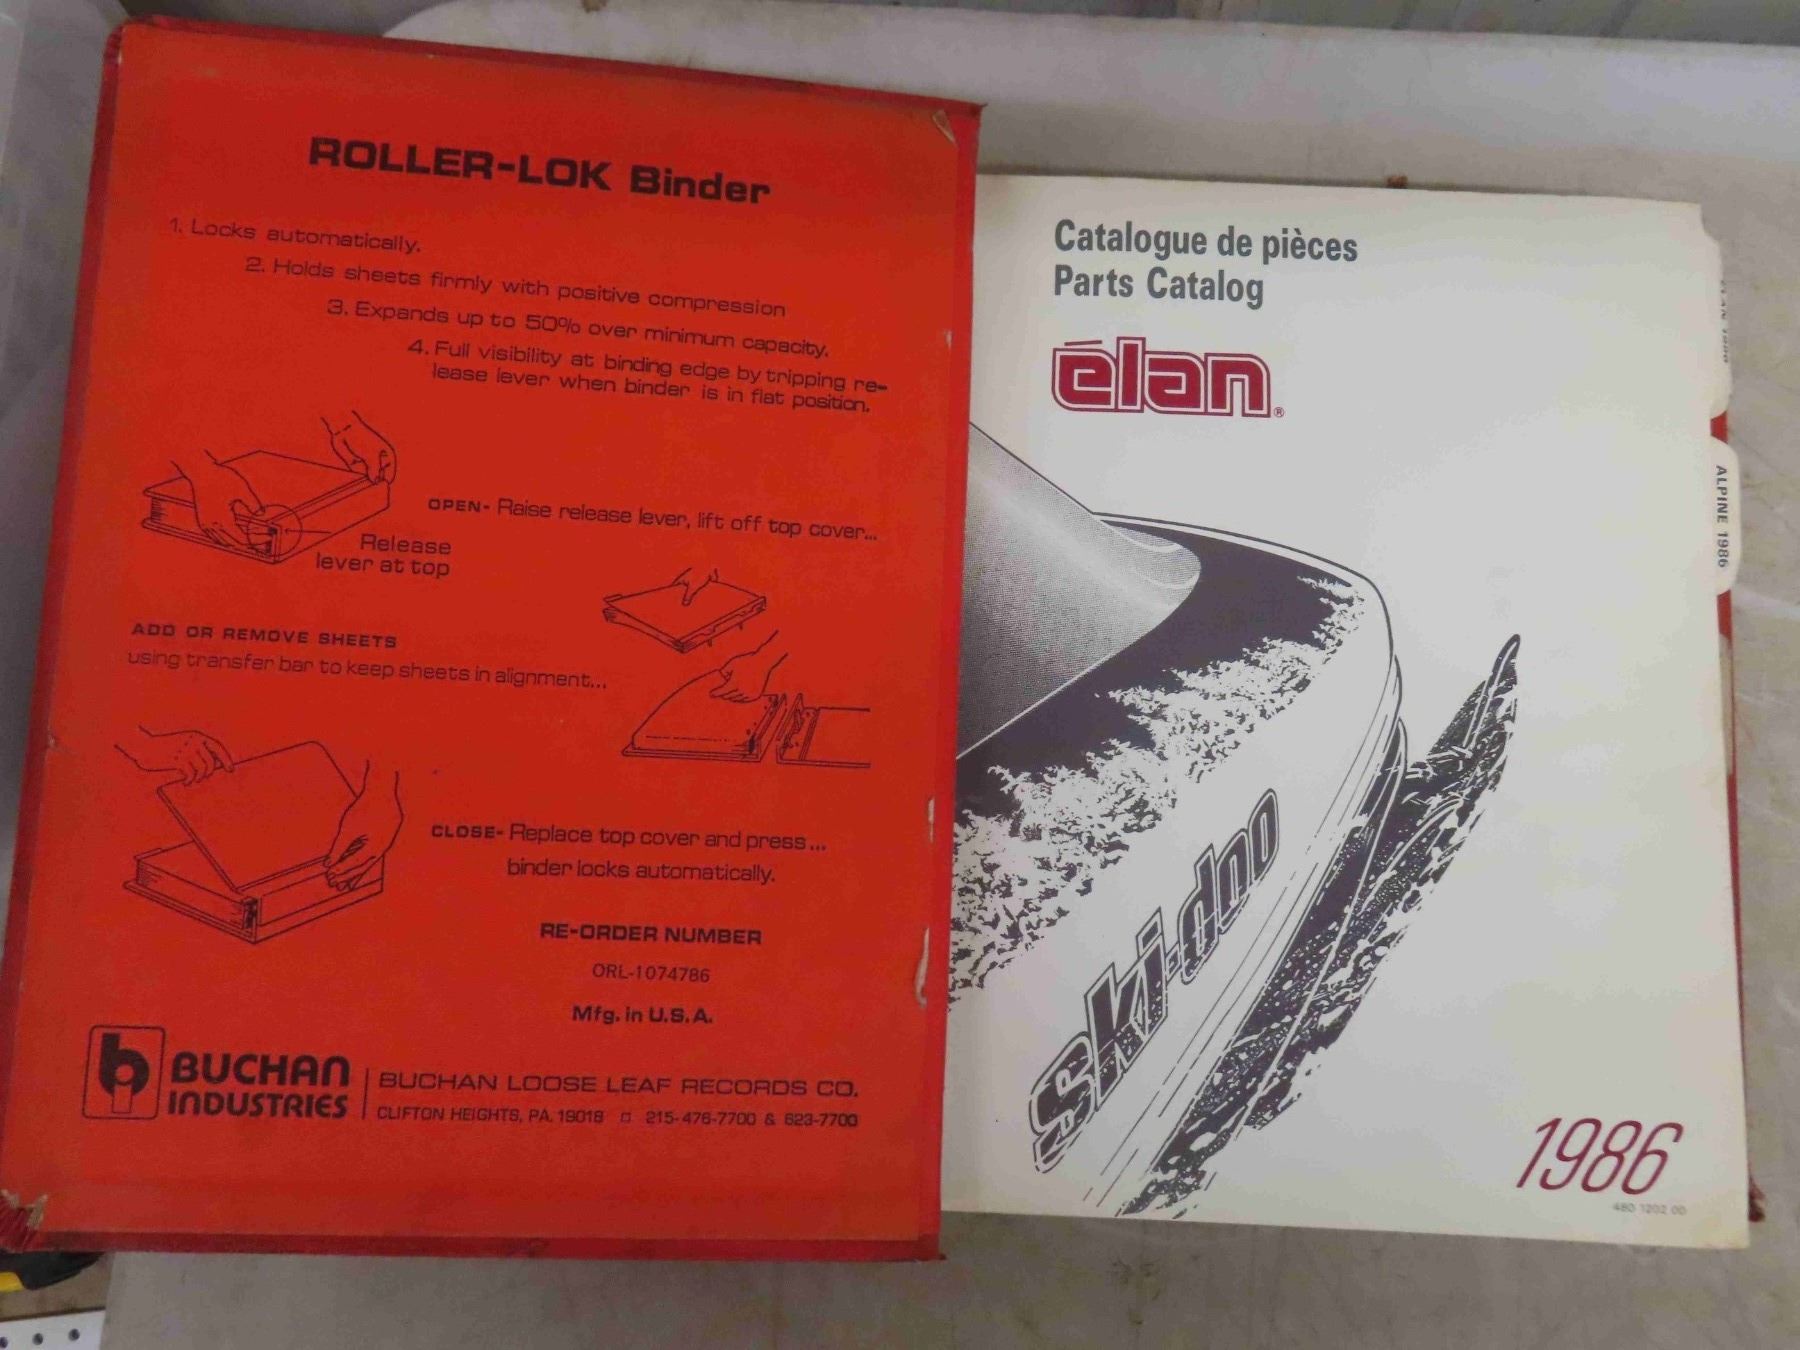 ROLLER-LOK Binder
1. Locks automatically.
2. Holds sheets firmly with positive compression
3. Expands up to 50% over minimum capacity.
4. Full visibility at binding edge by tripping re-
lease lever when binder is in flat position.
OPEN- Raise release lever, lift off top cover...
Release
lever at top
ADD OR REMOVE SHEETS
using transfer bar to keep sheets in alignment...
CLOSE- Replace top cover and press...
binder locks automatically.
RE-ORDER NUMBER
ORL-1074786
Mfg. in U.S.A.
BUCHAN
INDUSTRIES
BUCHAN LOOSE LEAF RECORDS CO.
CLIFTON HEIGHTS, PA. 19018 □ 215-476-7700 & 623-7700
Catalogue de pièces
Parts Catalog
élan®
ski-doo
1986
480 1202 00
ALPINE 1986